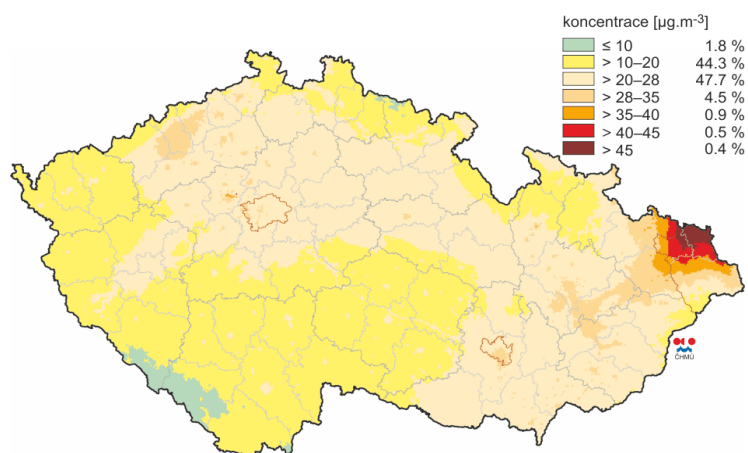 koncentrace [µg.m-³]
≤ 10 1.8 %
> 10–20 44.3 %
> 20–28 47.7 %
> 28–35 4.5 %
> 35–40 0.9 %
> 40–45 0.5 %
> 45 0.4 %
ČHMÚ